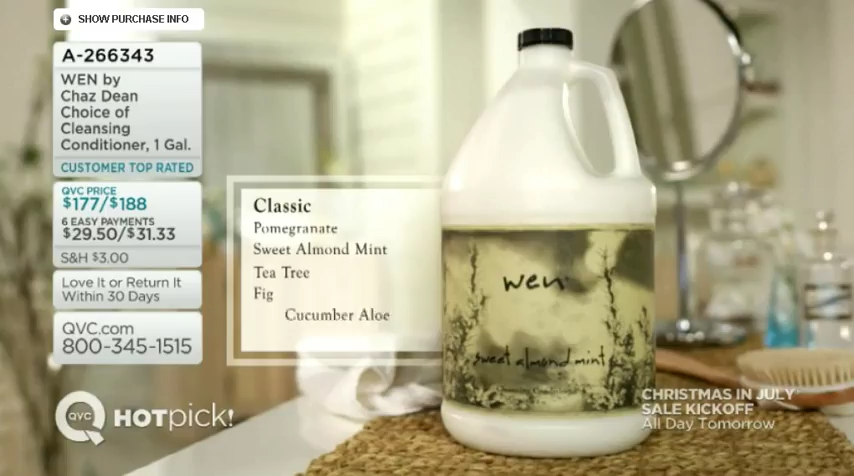 SHOW PURCHASE INFO
A-266343
WEN by
Chaz Dean
Choice of
Cleansing
Conditioner, 1 Gal.
CUSTOMER TOP RATED
QVC PRICE
$177/$188
6 EASY PAYMENTS
$29.50/$31.33
S&H $3.00
Love It or Return It
Within 30 Days
QVC.com
800-345-1515
QVC HOTpick!
Classic
Pomegranate
Sweet Almond Mint
Tea Tree
Fig
Cucumber Aloe
wen
sweet almond mint
CHRISTMAS IN JULY
SALE KICKOFF
All Day Tomorrow